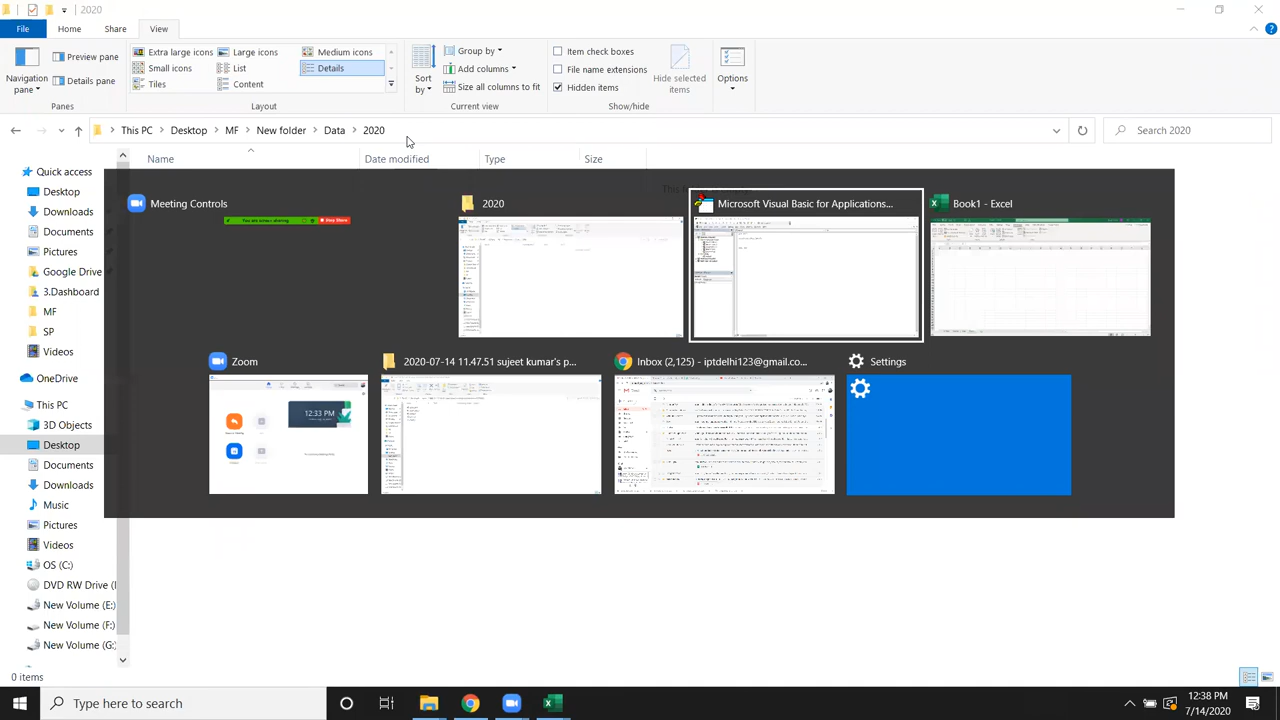 2020
File Home Share View
Navigation pane
Preview pane
Details pane
Panes
Extra large icons Large icons Medium icons
Small icons List Details
Tiles Content
Layout
Sort by
Group by
Add columns
Size all columns to fit
Current view
Item check boxes
File name extensions
Hidden items
Hide selected items
Show/hide
Options
This PC Desktop MF New folder Data 2020
Search 2020
Name Date modified Type Size
Quick access
Desktop
Downloads
Documents
Pictures
Google Drive
3.Dashboard
MF
SP
Videos
OneDrive
This PC
3D Objects
Desktop
Documents
Downloads
Music
Pictures
Videos
OS (C:)
DVD RW Drive (
New Volume (E:)
New Volume (F:)
New Volume (G:)
Meeting Controls
You are screen sharing Stop Share
2020
Microsoft Visual Basic for Applications...
Book1 - Excel
Zoom
12:33 PM
2020-07-14 11.47.51 sujeet kumar's p...
Inbox (2,125) - iptdelhi123@gmail.co...
Settings
0 items
Type here to search
12:38 PM
7/14/2020